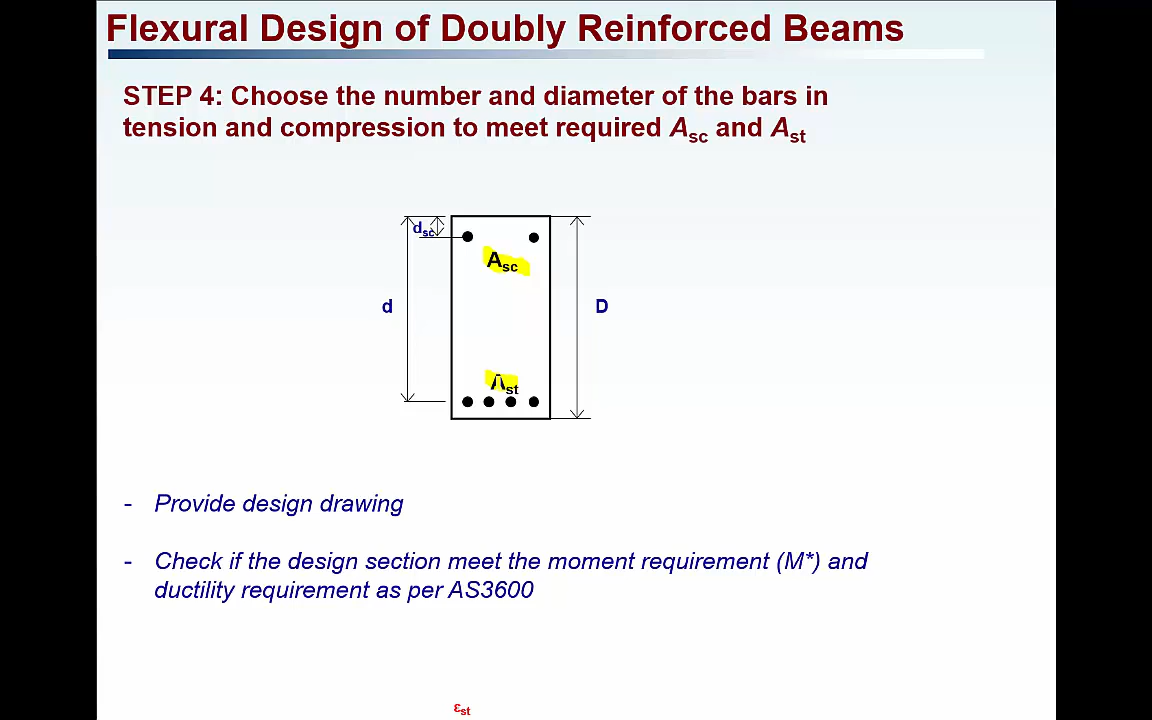 Flexural Design of Doubly Reinforced Beams
STEP 4: Choose the number and diameter of the bars in
tension and compression to meet required Asc and Ast
dsc
Asc
d
D
Ast
- Provide design drawing
- Check if the design section meet the moment requirement (M*) and
ductility requirement as per AS3600
εst